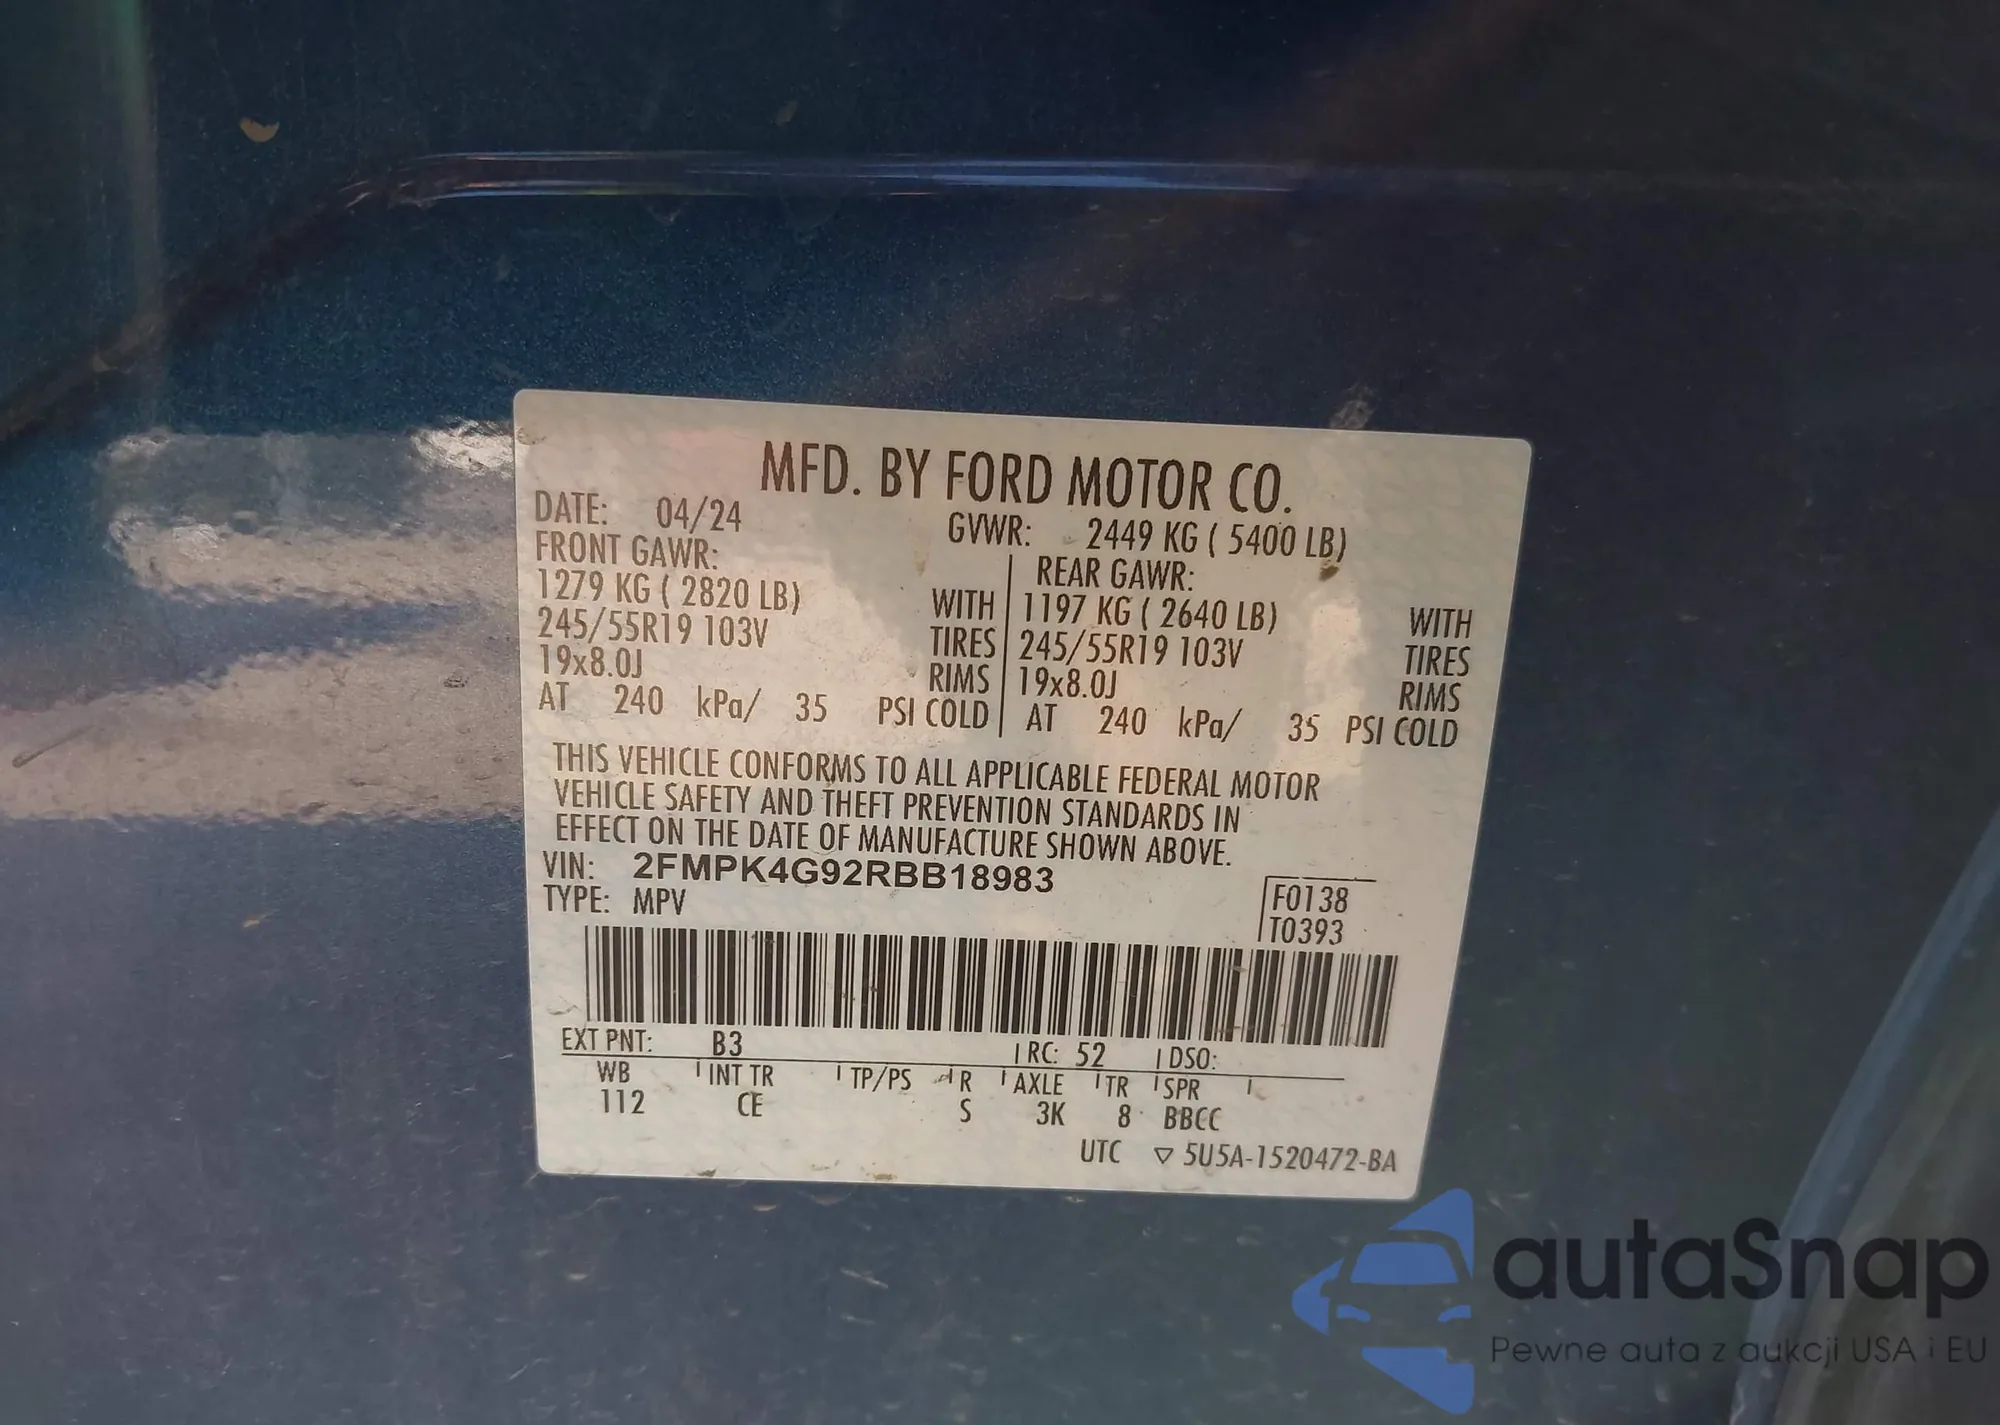 MFD. BY FORD MOTOR CO.
DATE: 04/24 GVWR: 2449 KG ( 5400 LB)
FRONT GAWR: REAR GAWR:
1279 KG ( 2820 LB) WITH 1197 KG ( 2640 LB) WITH
245/55R19 103V TIRES 245/55R19 103V TIRES
19x8.0J RIMS 19x8.0J RIMS
AT 240 kPa/ 35 PSI COLD AT 240 kPa/ 35 PSI COLD
THIS VEHICLE CONFORMS TO ALL APPLICABLE FEDERAL MOTOR
VEHICLE SAFETY AND THEFT PREVENTION STANDARDS IN
EFFECT ON THE DATE OF MANUFACTURE SHOWN ABOVE.
VIN: 2FMPK4G92RBB18983
TYPE: MPV
F0138
T0393
EXT PNT: B3 RC: 52 DSO:
WB INT TR TP/PS R AXLE TR SPR
112 CE S 3K 8 BBCC
UTC ▽ 5U5A-1520472-BA
autaSnap
Pewne auta z aukcji USA i EU